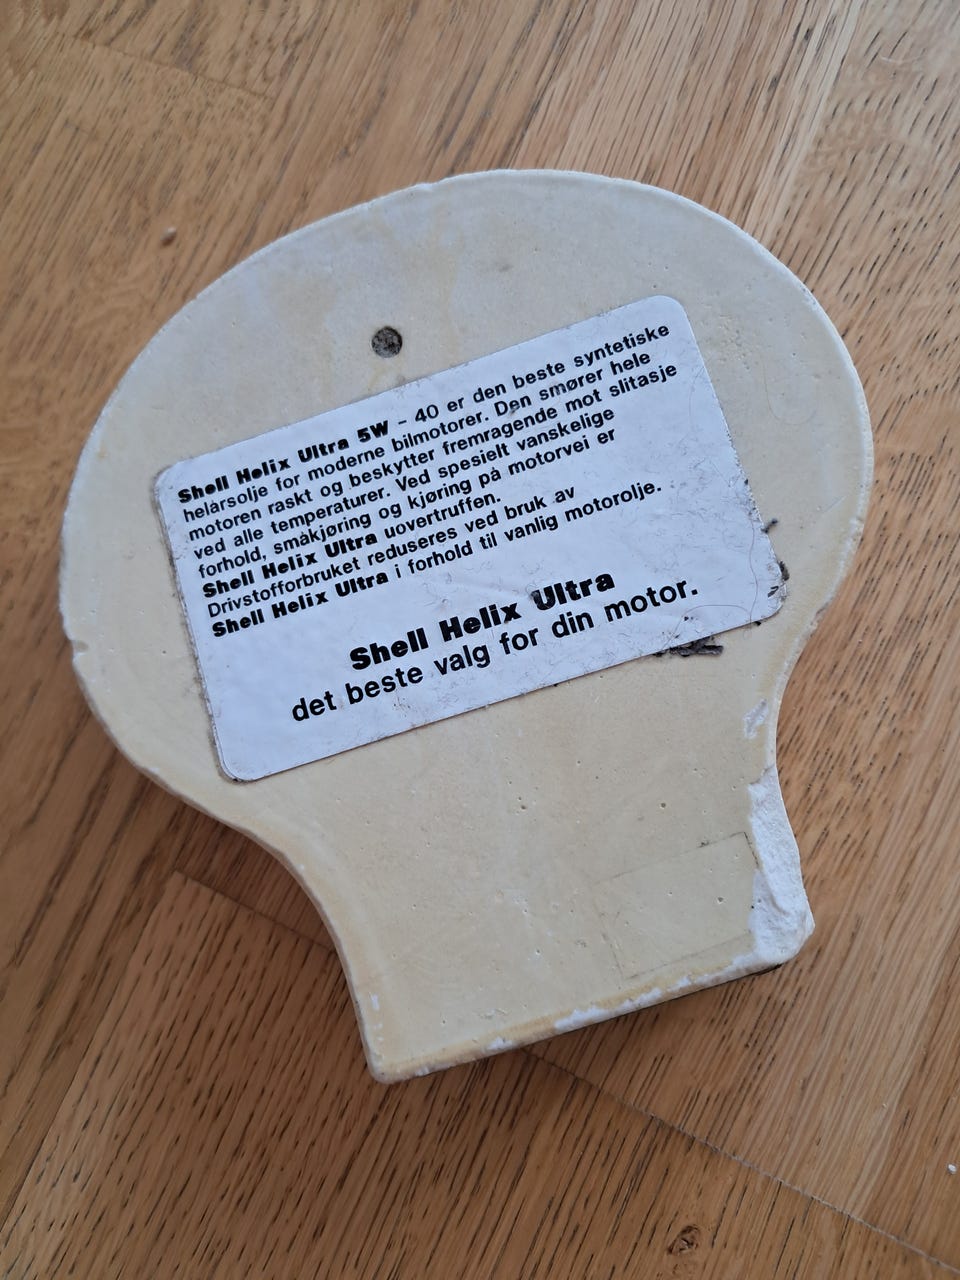 Shell Helix Ultra 5W - 40 er den beste syntetiske
helårsolje for moderne bilmotorer. Den smører hele
motoren raskt og beskytter fremragende mot slitasje
ved alle temperaturer. Ved spesielt vanskelige
forhold, småkjøring og kjøring på motorvei er
Shell Helix Ultra uovertruffen.
Drivstofforbruket reduseres ved bruk av
Shell Helix Ultra i forhold til vanlig motorolje.
Shell Helix Ultra
det beste valg for din motor.